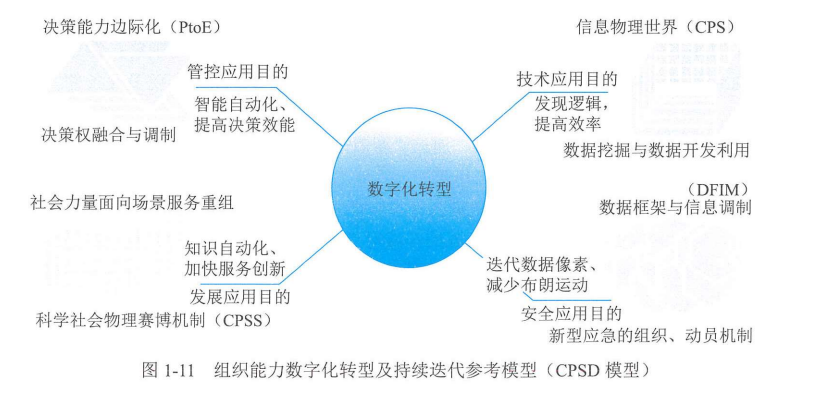 决策能力边际化（PtoE）
管控应用目的
智能自动化、
提高决策效能
决策权融合与调制
信息物理世界（CPS）
技术应用目的
发现逻辑，
提高效率
数据挖掘与数据开发利用
数字化转型
社会力量面向场景服务重组
知识自动化、
加快服务创新
发展应用目的
科学社会物理赛博机制（CPSS）
（DFIM）
数据框架与信息调制
迭代数据像素、
减少布朗运动
安全应用目的
新型应急的组织、动员机制
图 1-11 组织能力数字化转型及持续迭代参考模型（CPSD 模型）